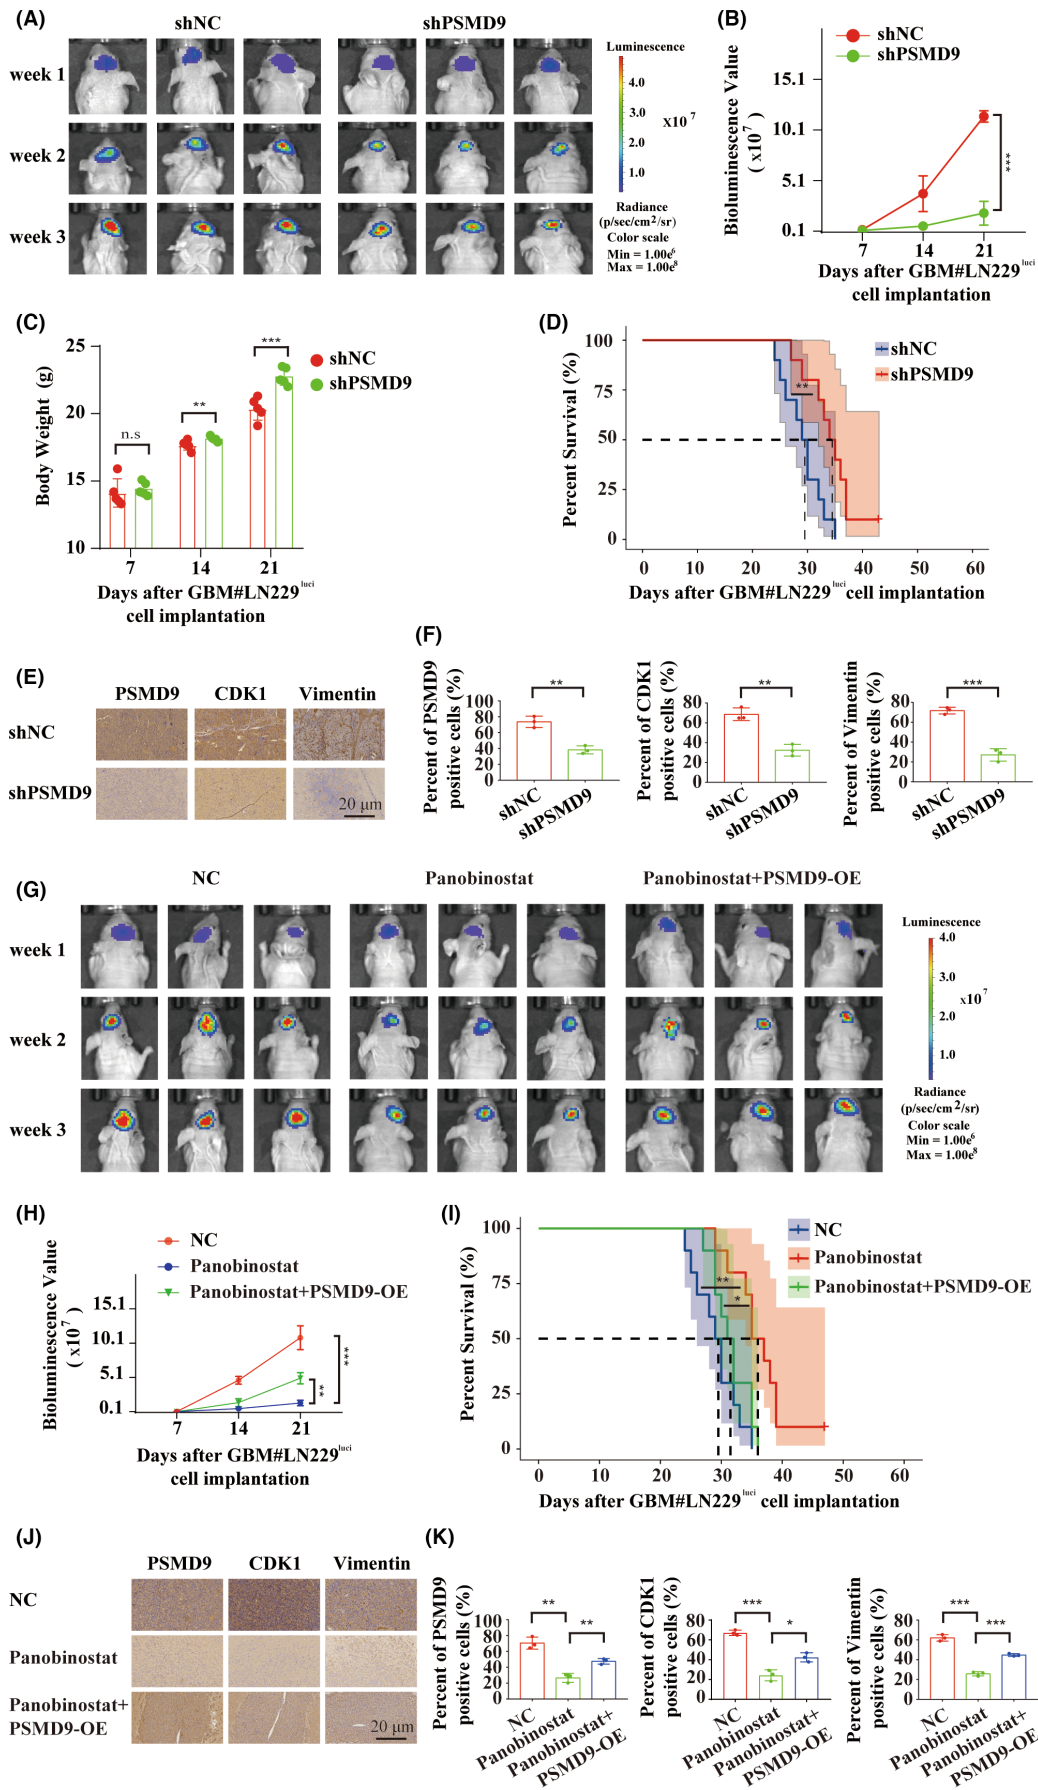 (A)
shNC
shPSMD9
week 1
week 2
week 3
Luminescence
4.0
3.0
2.0
1.0
x10 7
Radiance
(p/sec/cm2/sr)
Color scale
Min = 1.00e6
Max = 1.00e8
(B)
shNC
shPSMD9
Bioluminescence Value
( x107 )
15.1
10.1
5.1
0.1
***
7
14
21
Days after GBM#LN229luci
cell implantation
(C)
Body Weight (g)
25
20
15
10
n.s
**
***
shNC
shPSMD9
7
14
21
Days after GBM#LN229luci
cell implantation
(D)
Percent Survival (%)
100
75
50
25
0
**
shNC
shPSMD9
0
10
20
30
40
50
60
Days after GBM#LN229luci cell implantation
(E)
PSMD9
CDK1
Vimentin
shNC
shPSMD9
20 μm
(F)
Percent of PSMD9
positive cells (%)
100
80
60
40
20
0
**
shNC
shPSMD9
Percent of CDK1
positive cells (%)
80
60
40
20
0
**
shNC
shPSMD9
Percent of Vimentin
positive cells (%)
80
60
40
20
0
***
shNC
shPSMD9
(G)
NC
Panobinostat
Panobinostat+PSMD9-OE
week 1
week 2
week 3
Luminescence
4.0
3.0
2.0
1.0
x10 7
Radiance
(p/sec/cm2/sr)
Color scale
Min = 1.00e6
Max = 1.00e8
(H)
NC
Panobinostat
Panobinostat+PSMD9-OE
Bioluminescence Value
( x107 )
15.1
10.1
5.1
0.1
**
***
7
14
21
Days after GBM#LN229luci
cell implantation
(I)
Percent Survival (%)
100
75
50
25
0
**
*
NC
Panobinostat
Panobinostat+PSMD9-OE
0
10
20
30
40
50
60
Days after GBM#LN229luci cell implantation
(J)
PSMD9
CDK1
Vimentin
NC
Panobinostat
Panobinostat+
PSMD9-OE
20 μm
(K)
Percent of PSMD9
positive cells (%)
100
80
60
40
20
0
**
**
NC
Panobinostat
Panobinostat+
PSMD9-OE
Percent of CDK1
positive cells (%)
80
60
40
20
0
***
*
NC
Panobinostat
Panobinostat+
PSMD9-OE
Percent of Vimentin
positive cells (%)
80
60
40
20
0
***
***
NC
Panobinostat
Panobinostat+
PSMD9-OE